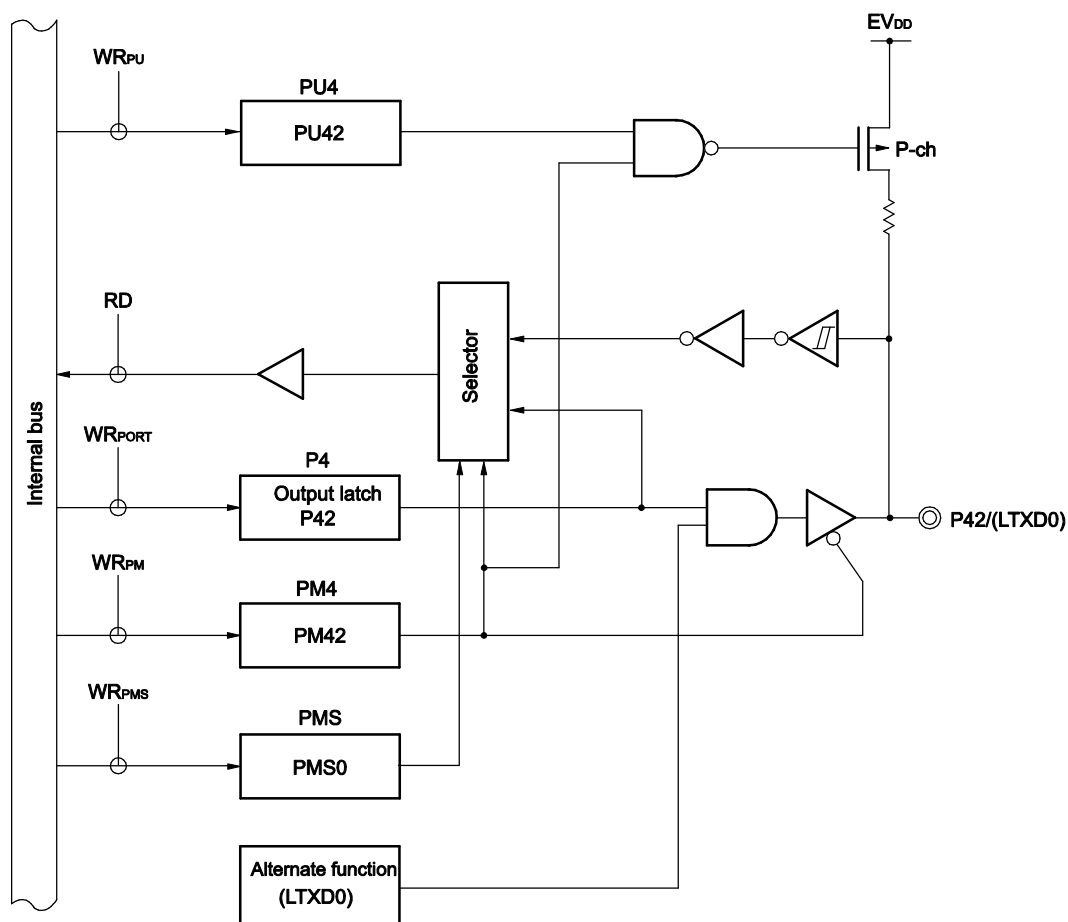 EVDD
WRPU
PU4
PU42
P-ch
RD
Selector
Internal bus
WRPORT
P4
Output latch
P42
P42/(LTXD0)
WRPM
PM4
PM42
WRPMS
PMS
PMS0
Alternate function
(LTXD0)